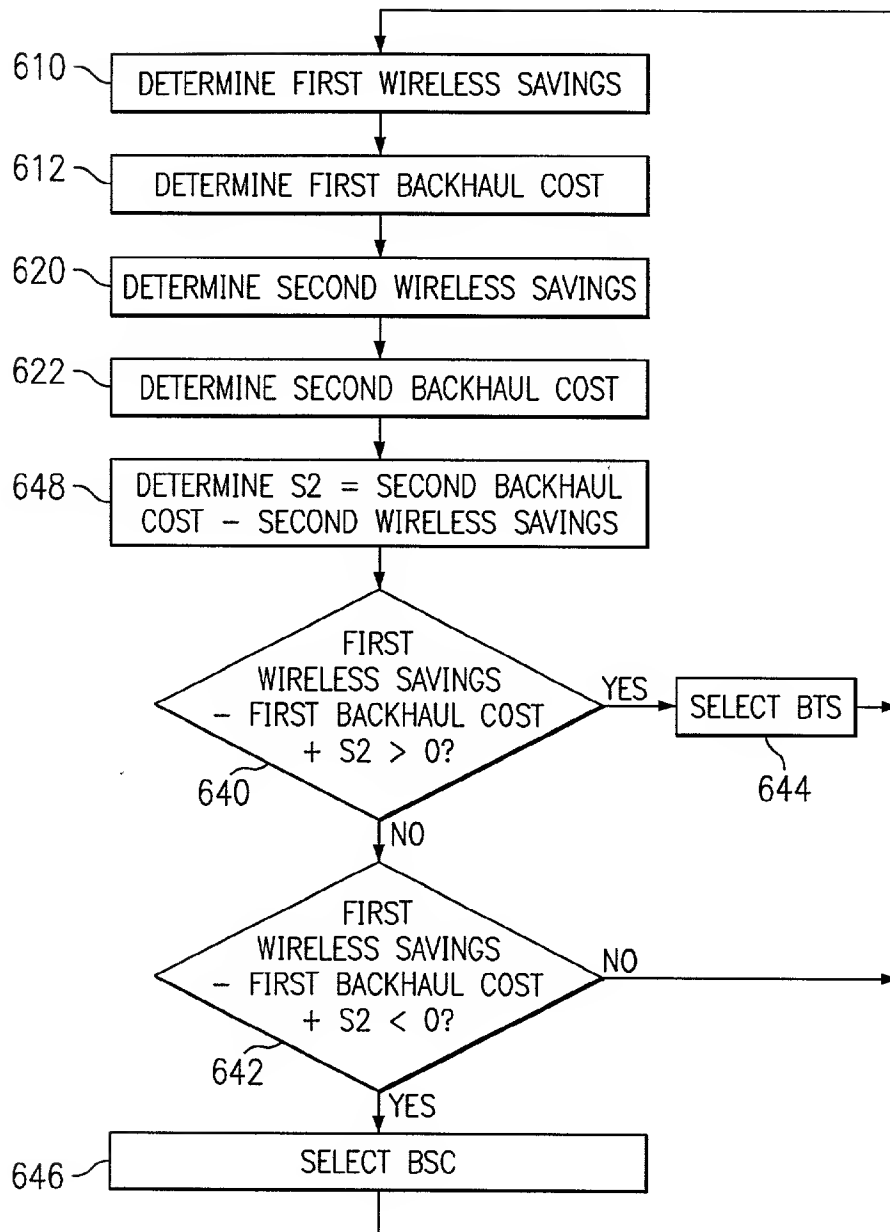 610
DETERMINE FIRST WIRELESS SAVINGS
612
DETERMINE FIRST BACKHAUL COST
620
DETERMINE SECOND WIRELESS SAVINGS
622
DETERMINE SECOND BACKHAUL COST
648
DETERMINE S2 = SECOND BACKHAUL
COST - SECOND WIRELESS SAVINGS
FIRST
WIRELESS SAVINGS
- FIRST BACKHAUL COST
+ S2 > 0?
640
YES
SELECT BTS
644
NO
FIRST
WIRELESS SAVINGS
- FIRST BACKHAUL COST
+ S2 < 0?
642
NO
YES
646
SELECT BSC